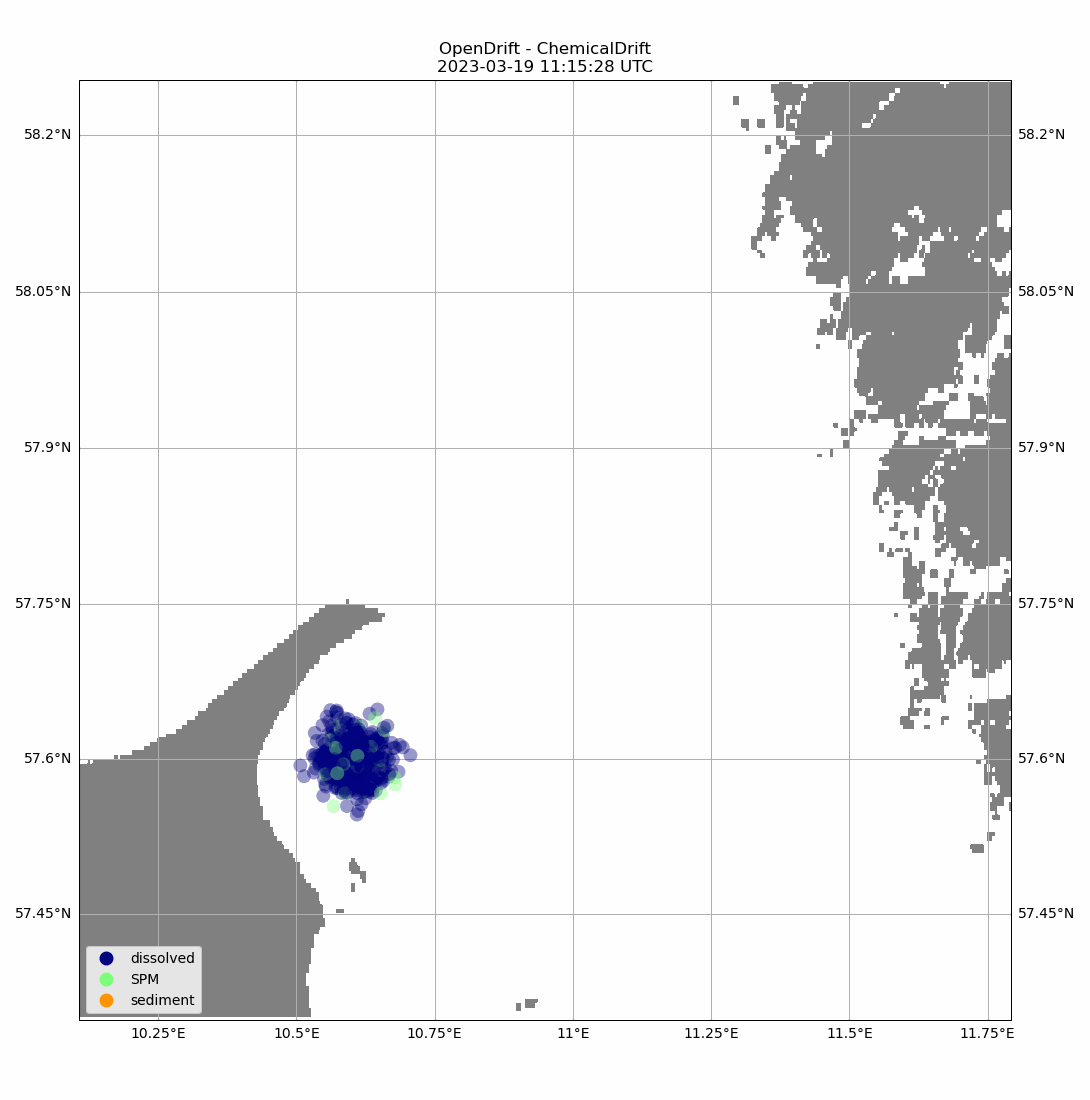 OpenDrift - ChemicalDrift
2023-03-19 11:15:28 UTC
58.2°N
58.2°N
58.05°N
58.05°N
57.9°N
57.9°N
57.75°N
57.75°N
57.6°N
57.6°N
57.45°N
57.45°N
dissolved
SPM
sediment
10.25°E
10.5°E
10.75°E
11°E
11.25°E
11.5°E
11.75°E